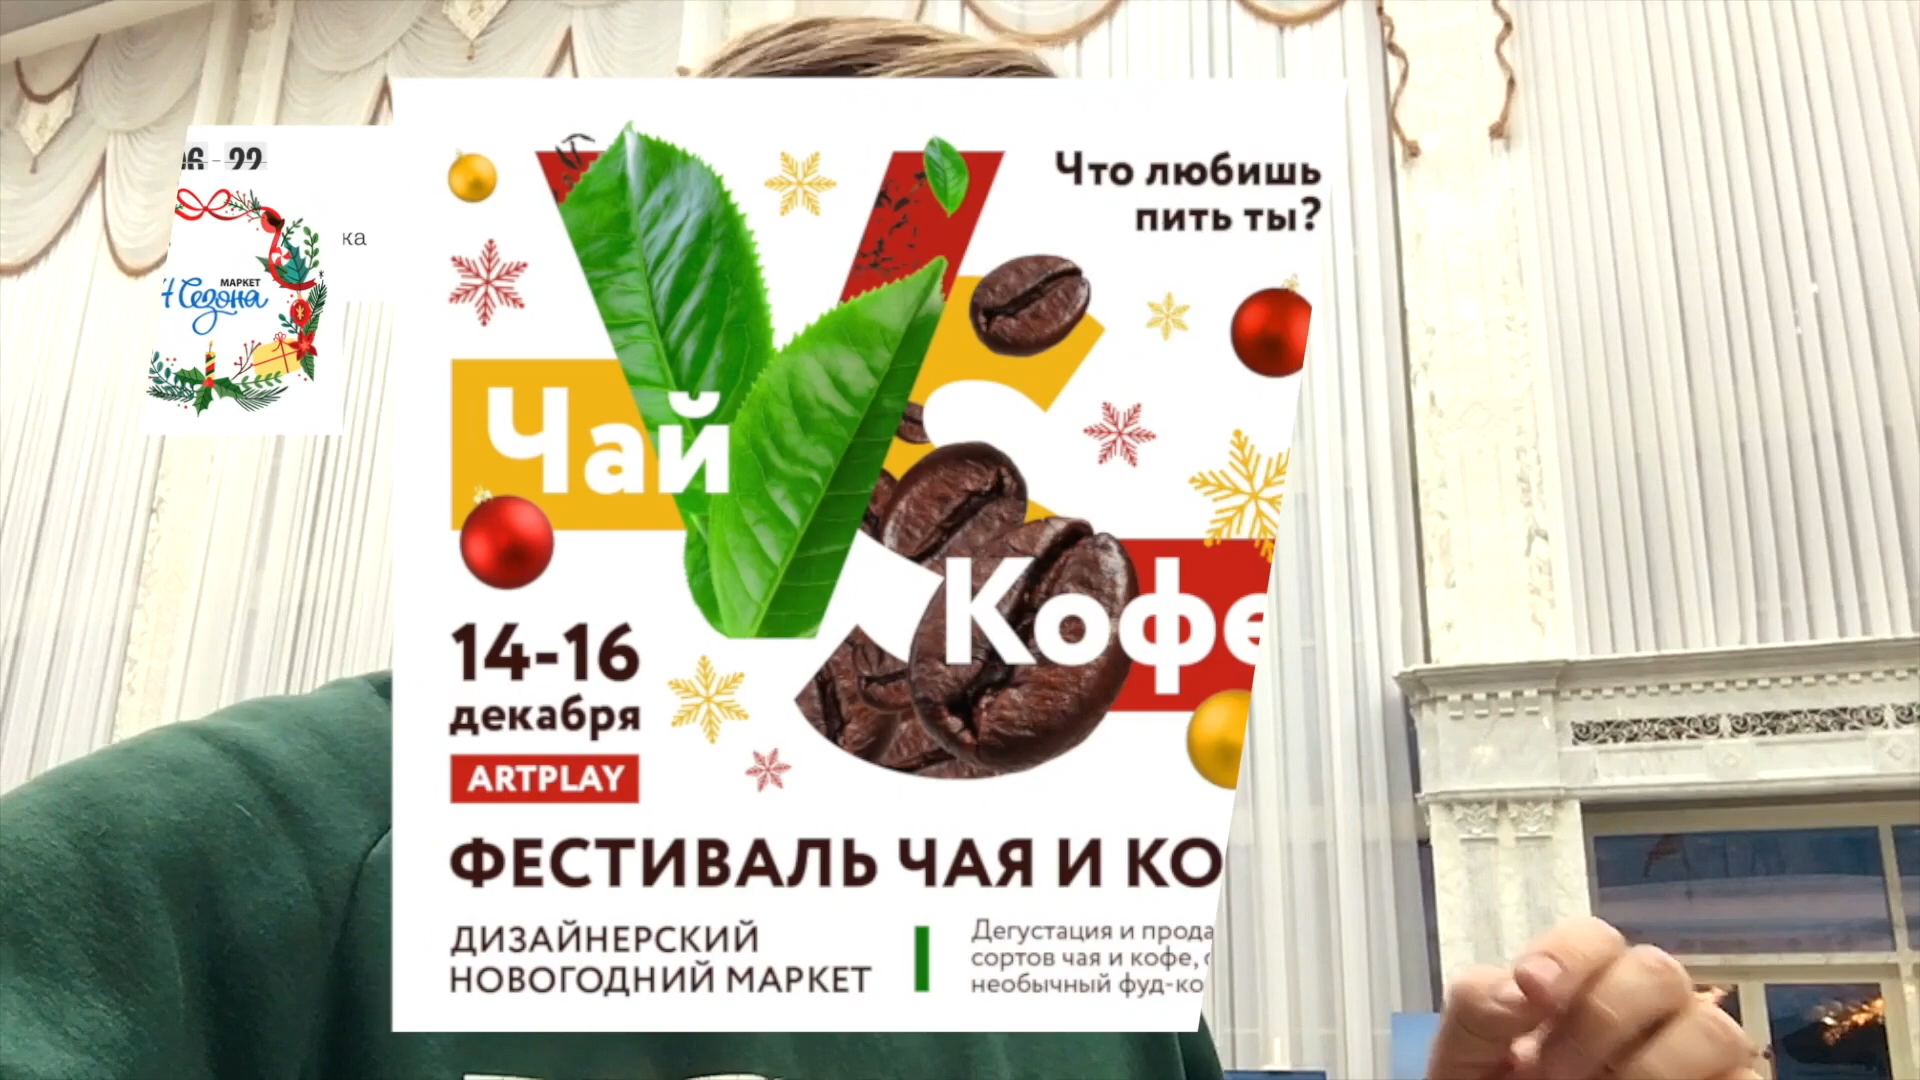 22
ка
МАРКЕТ
Сезона
Что любишь
пить ты?
Чай
Кофе
14-16
декабря
ARTPLAY
ФЕСТИВАЛЬ ЧАЯ И КО
ДИЗАЙНЕРСКИЙ
НОВОГОДНИЙ МАРКЕТ
Дегустация и прода
сортов чая и кофе,
необычный фуд-ко